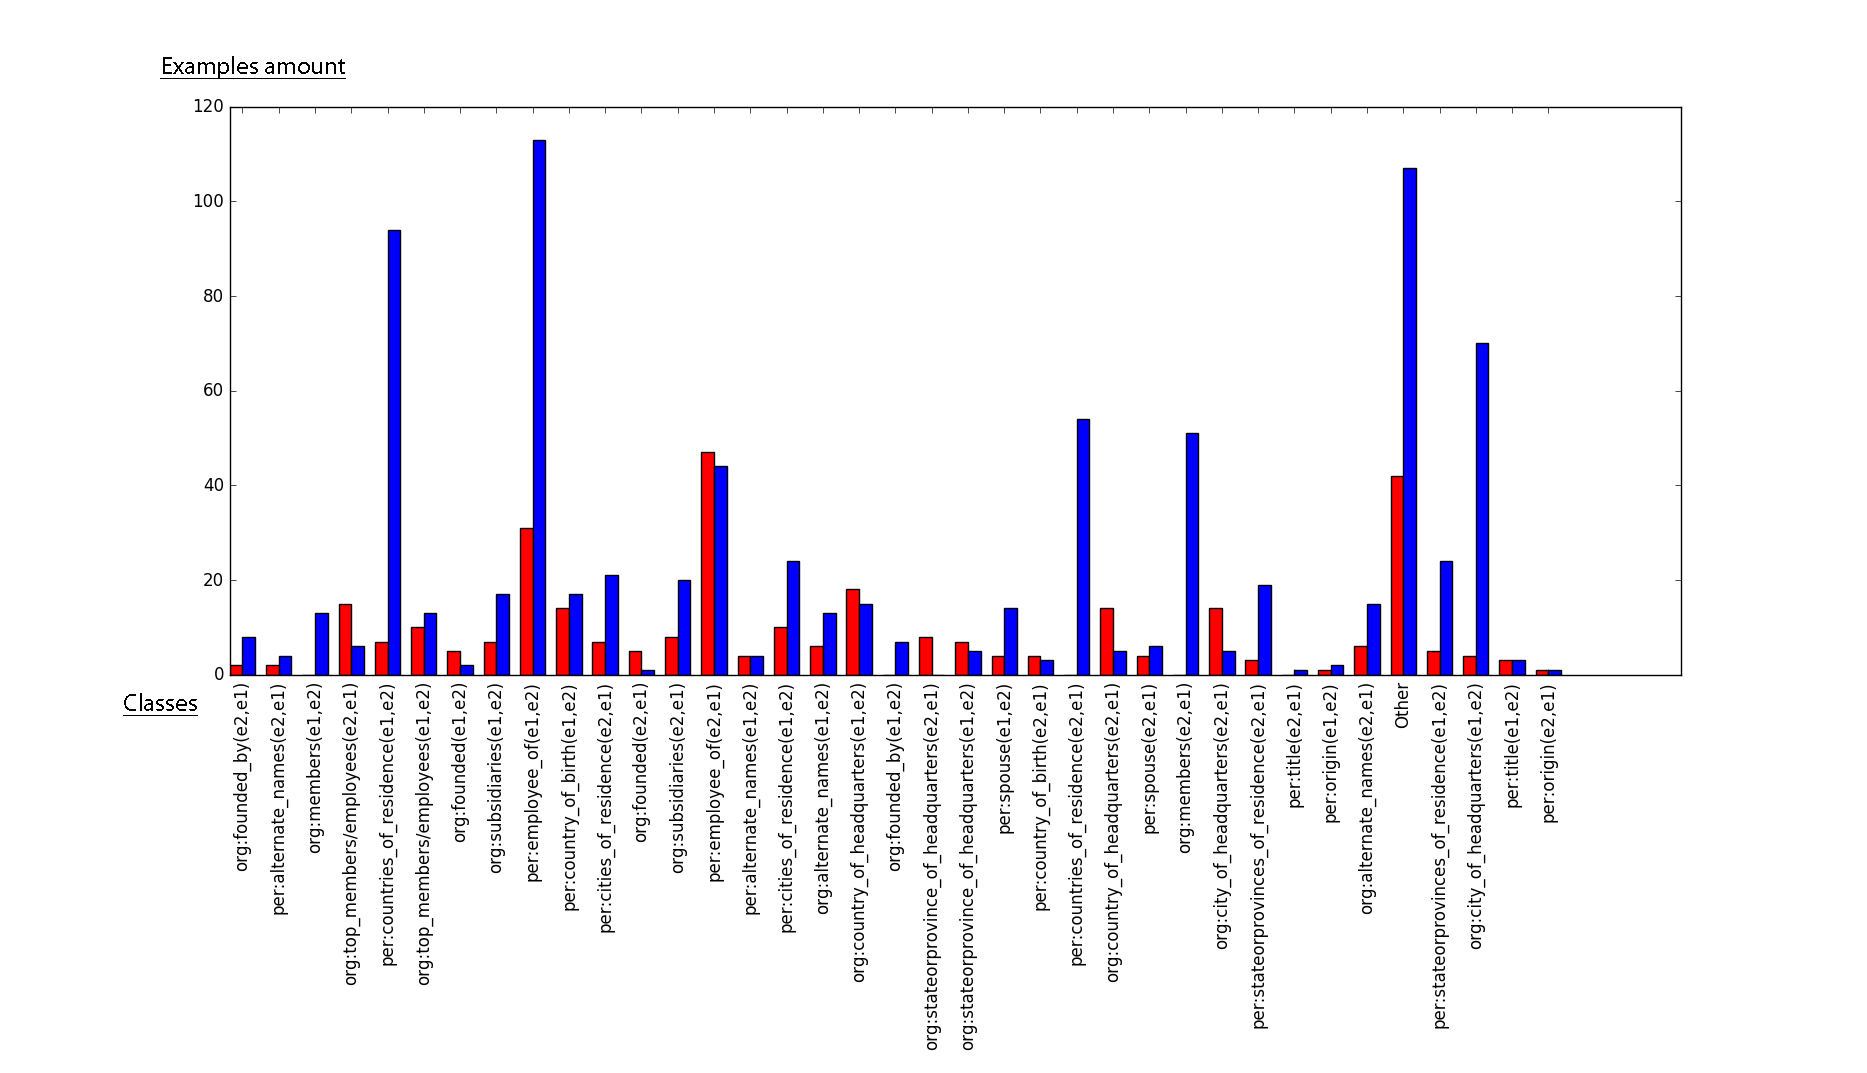 Examples amount
120
100
80
60
40
20
0
Classes
org:founded_by(e2,e1)
per:alternate_names(e2,e1)
org:members(e1,e2)
org:top_members/employees(e2,e1)
per:countries_of_residence(e1,e2)
org:top_members/employees(e1,e2)
org:founded(e1,e2)
org:subsidiaries(e1,e2)
per:employee_of(e1,e2)
per:country_of_birth(e1,e2)
per:cities_of_residence(e2,e1)
org:founded(e2,e1)
org:subsidiaries(e2,e1)
per:employee_of(e2,e1)
per:alternate_names(e1,e2)
per:cities_of_residence(e1,e2)
org:alternate_names(e1,e2)
org:country_of_headquarters(e1,e2)
org:founded_by(e1,e2)
org:stateorprovince_of_headquarters(e2,e1)
org:stateorprovince_of_headquarters(e1,e2)
per:spouse(e1,e2)
per:country_of_birth(e2,e1)
per:countries_of_residence(e2,e1)
org:country_of_headquarters(e2,e1)
per:spouse(e2,e1)
org:members(e2,e1)
org:city_of_headquarters(e2,e1)
per:stateorprovinces_of_residence(e2,e1)
per:title(e2,e1)
per:origin(e1,e2)
org:alternate_names(e2,e1)
Other
per:stateorprovinces_of_residence(e1,e2)
org:city_of_headquarters(e1,e2)
per:title(e1,e2)
per:origin(e2,e1)